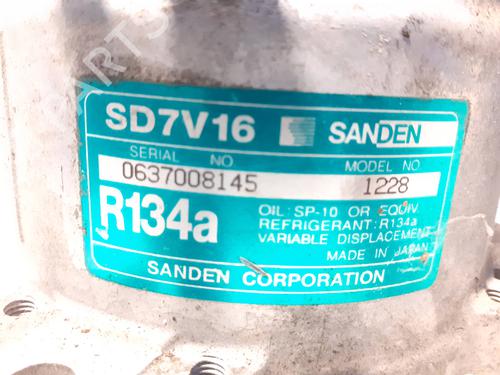 SD7V16 SANDEN
SERIAL NO. MODEL NO
0637008145 1228
R134a
OIL: SP-10 OR EQUIV.
REFRIGERANT: R134a
VARIABLE DISPLACEMENT
MADE IN JAPAN
SANDEN CORPORATION